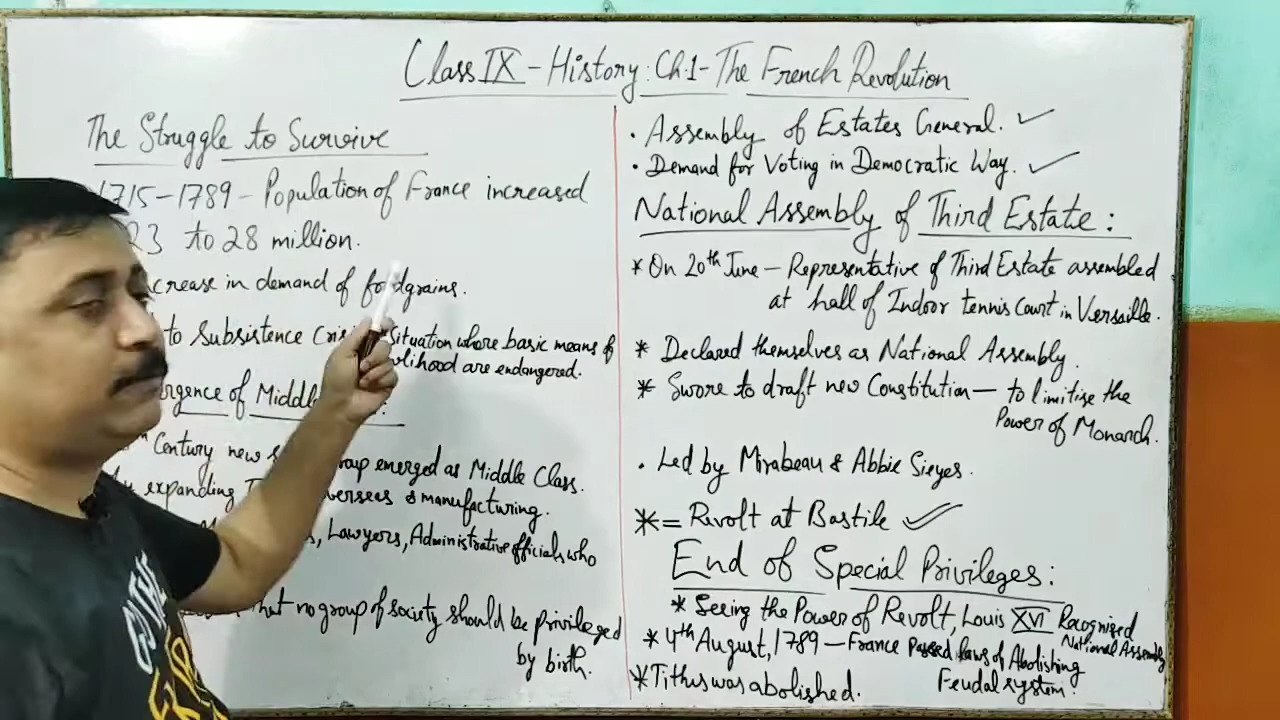 Class IX - History: Ch.1 - The French Revolution
The Struggle to Survive
1715-1789 - Population of France increased
23 to 28 million.
crease in demand of foodgrains.
to Subsistence Situation where basic means of
lihood are endangered.
rgence of Middl
Century new group emerged as Middle Class.
expanding versees & manufacturing.
, Lawyers, Administrative officials who
that no group of society should be privileged
by birth.
• Assembly of Estates General. ✓
• Demand for Voting in Democratic Way. ✓
National Assembly of Third Estate:
* On 20th June - Representative of Third Estate assembled
at hall of Indoor tennis Court in Versaille.
* Declared themselves as National Assembly.
* Swore to draft new Constitution - to limitise the
Power of Monarch.
• Led by Mirabeau & Abbie Sieyes.
* = Revolt at Bastile ✓
End of Special Privileges:
* Seeing the Power of Revolt, Louis XVI Recognised
National Assembly
* 4th August, 1789 - France passed laws of Abolishing
Feudal system.
* Tithes was abolished.